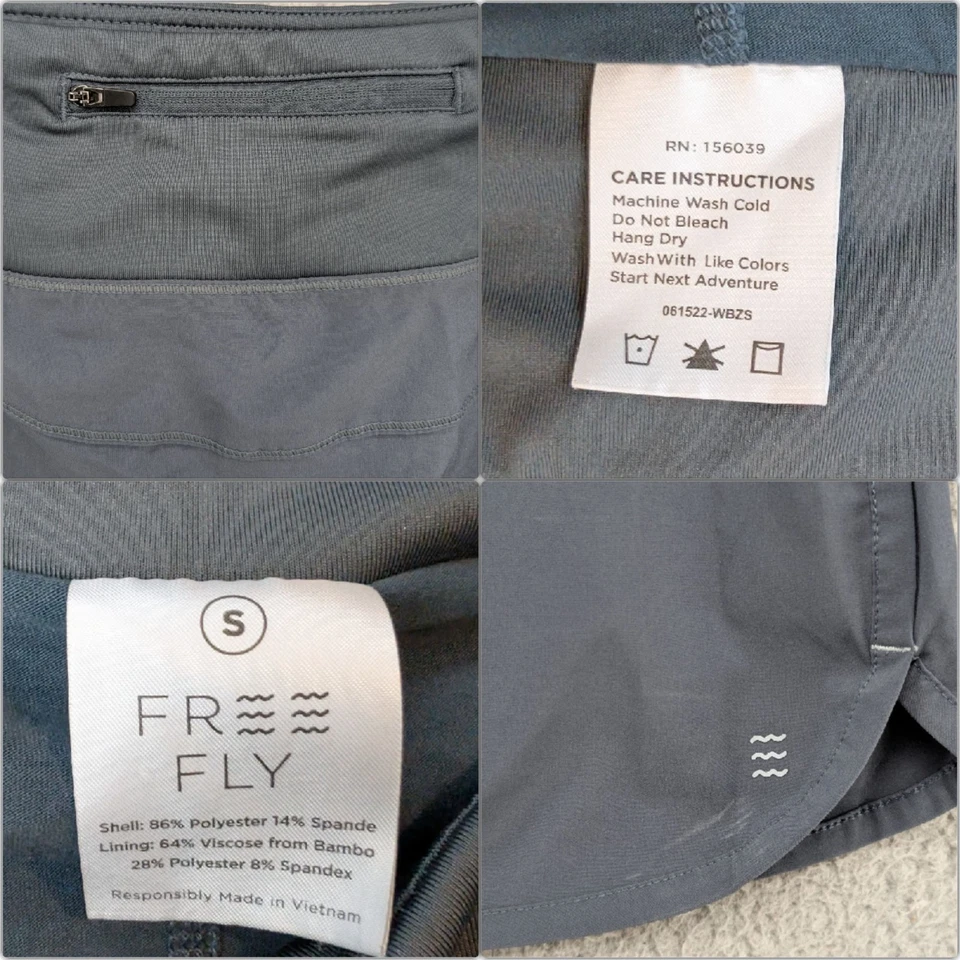 RN: 156039
CARE INSTRUCTIONS
Machine Wash Cold
Do Not Bleach
Hang Dry
Wash With Like Colors
Start Next Adventure
061522-WBZS
S
FREE
FLY
Shell: 86% Polyester 14% Spande
Lining: 64% Viscose from Bambo
28% Polyester 8% Spandex
Responsibly Made in Vietnam